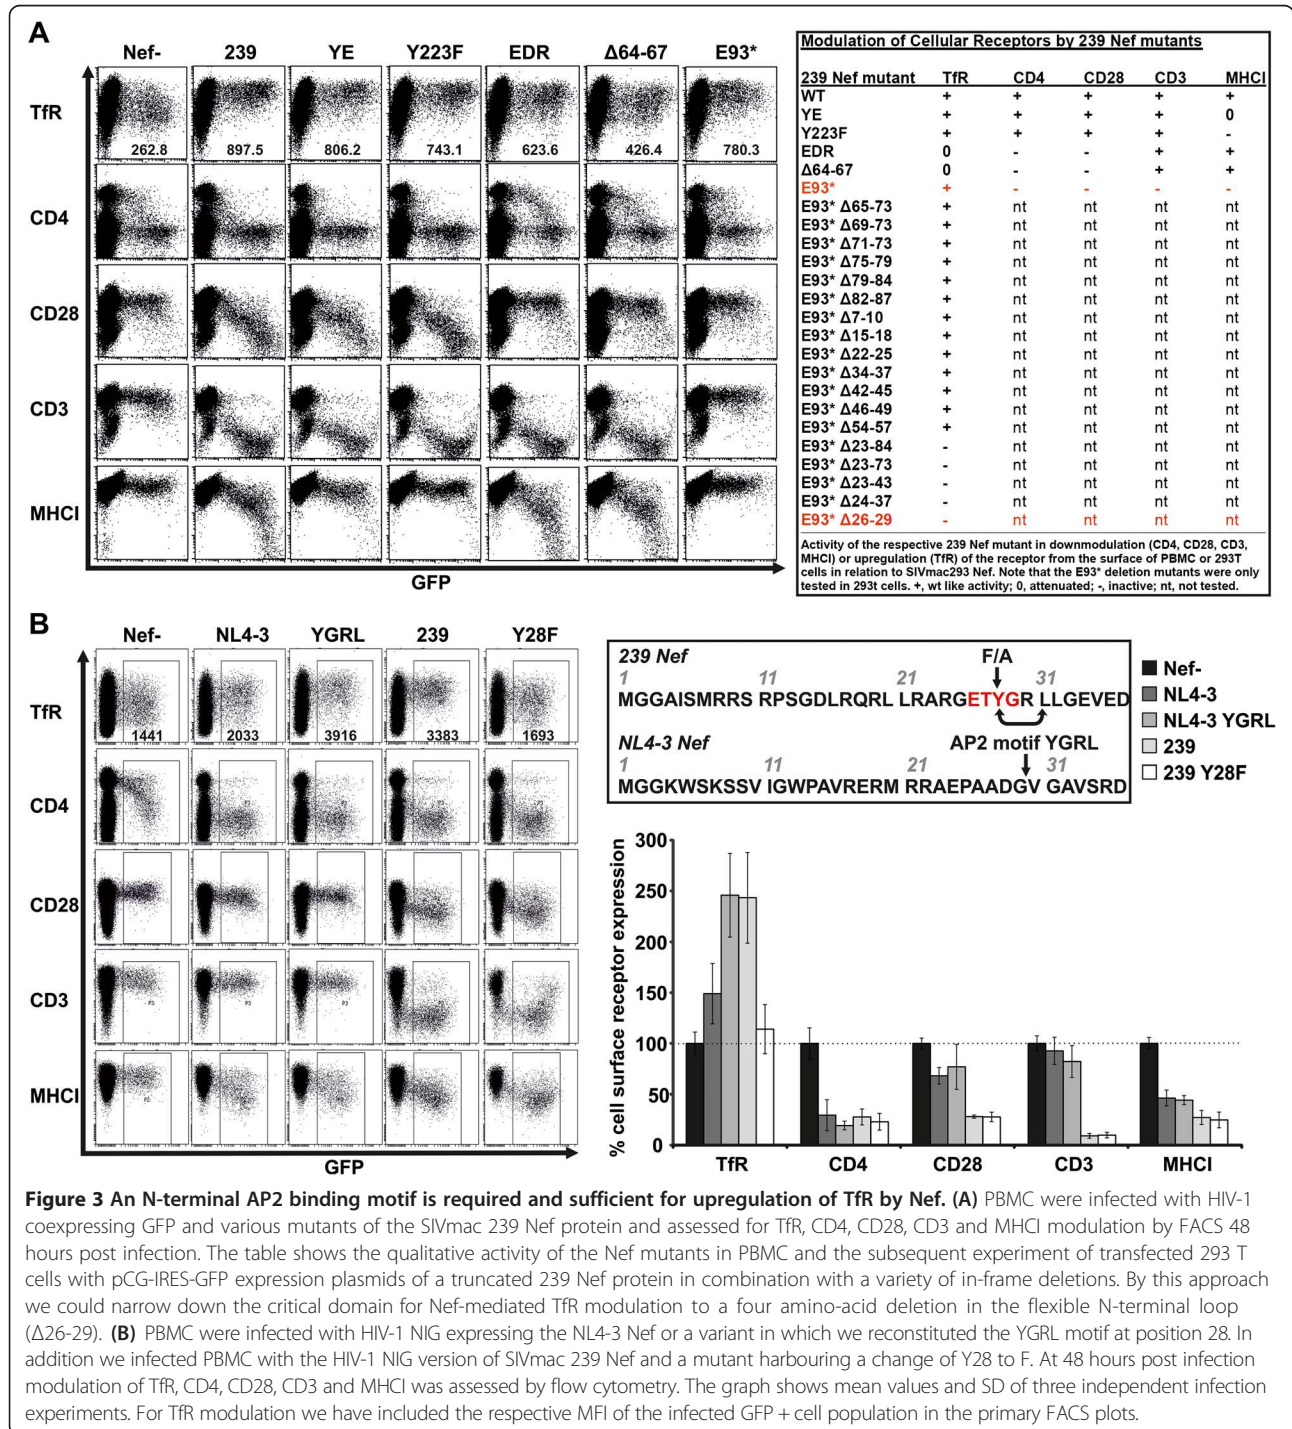 A
Nef- 239 YE Y223F EDR Δ64-67 E93*
TfR
262.8 897.5 806.2 743.1 623.6 426.4 780.3
CD4
CD28
CD3
MHCI
GFP
Modulation of Cellular Receptors by 239 Nef mutants
239 Nef mutant TfR CD4 CD28 CD3 MHCI
WT + + + + +
YE + + + + 0
Y223F + + + + -
EDR 0 - - + +
Δ64-67 0 - - + +
E93* + - - - -
E93* Δ65-73 + nt nt nt nt
E93* Δ69-73 + nt nt nt nt
E93* Δ71-73 + nt nt nt nt
E93* Δ75-79 + nt nt nt nt
E93* Δ79-84 + nt nt nt nt
E93* Δ82-87 + nt nt nt nt
E93* Δ7-10 + nt nt nt nt
E93* Δ15-18 + nt nt nt nt
E93* Δ22-25 + nt nt nt nt
E93* Δ34-37 + nt nt nt nt
E93* Δ42-45 + nt nt nt nt
E93* Δ46-49 + nt nt nt nt
E93* Δ54-57 + nt nt nt nt
E93* Δ23-84 - nt nt nt nt
E93* Δ23-73 - nt nt nt nt
E93* Δ23-43 - nt nt nt nt
E93* Δ24-37 - nt nt nt nt
E93* Δ26-29 - nt nt nt nt
Activity of the respective 239 Nef mutant in downmodulation (CD4, CD28, CD3,
MHCI) or upregulation (TfR) of the receptor from the surface of PBMC or 293T
cells in relation to SIVmac293 Nef. Note that the E93* deletion mutants were only
tested in 293t cells. +, wt like activity; 0, attenuated; -, inactive; nt, not tested.
B
Nef- NL4-3 YGRL 239 Y28F
TfR
1441 2033 3916 3383 1693
CD4
CD28
CD3
MHCI
GFP
239 Nef F/A
1 11 21 31
MGGAISMRRS RPSGDLRQRL LRARGETYGR LLGEVED
NL4-3 Nef AP2 motif YGRL
1 11 21 31
MGGKWSKSSV IGWPAVRERM RRAEPAADGV GAVSRD
Nef-
NL4-3
NL4-3 YGRL
239
239 Y28F
% cell surface receptor expression
300
250
200
150
100
50
0
TfR CD4 CD28 CD3 MHCI
Figure 3 An N-terminal AP2 binding motif is required and sufficient for upregulation of TfR by Nef. (A) PBMC were infected with HIV-1
coexpressing GFP and various mutants of the SIVmac 239 Nef protein and assessed for TfR, CD4, CD28, CD3 and MHCI modulation by FACS 48
hours post infection. The table shows the qualitative activity of the Nef mutants in PBMC and the subsequent experiment of transfected 293 T
cells with pCG-IRES-GFP expression plasmids of a truncated 239 Nef protein in combination with a variety of in-frame deletions. By this approach
we could narrow down the critical domain for Nef-mediated TfR modulation to a four amino-acid deletion in the flexible N-terminal loop
(Δ26-29). (B) PBMC were infected with HIV-1 NIG expressing the NL4-3 Nef or a variant in which we reconstituted the YGRL motif at position 28. In
addition we infected PBMC with the HIV-1 NIG version of SIVmac 239 Nef and a mutant harbouring a change of Y28 to F. At 48 hours post infection
modulation of TfR, CD4, CD28, CD3 and MHCI was assessed by flow cytometry. The graph shows mean values and SD of three independent infection
experiments. For TfR modulation we have included the respective MFI of the infected GFP + cell population in the primary FACS plots.